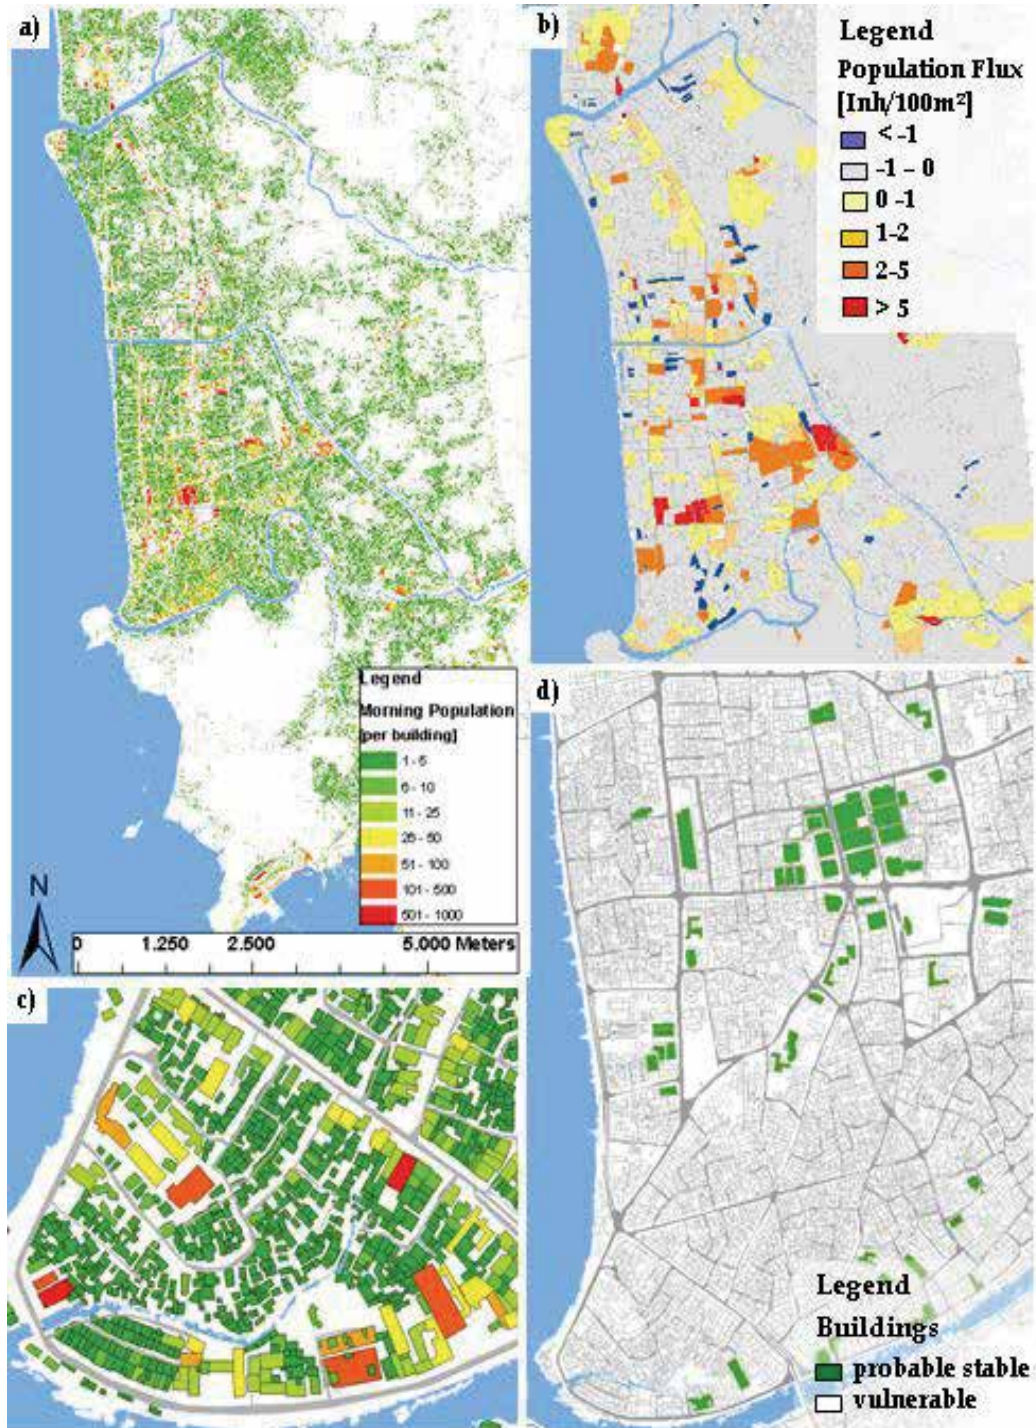 a)
Legend
Morning Population
[per building]
1 - 5
6 - 10
11 - 25
26 - 50
51 - 100
101 - 500
501 - 1000
N
0 1.250 2.500 5.000 Meters
b)
Legend
Population Flux
[Inh/100m²]
< -1
-1 - 0
0 -1
1-2
2-5
> 5
c)
d)
Legend
Buildings
probable stable
vulnerable